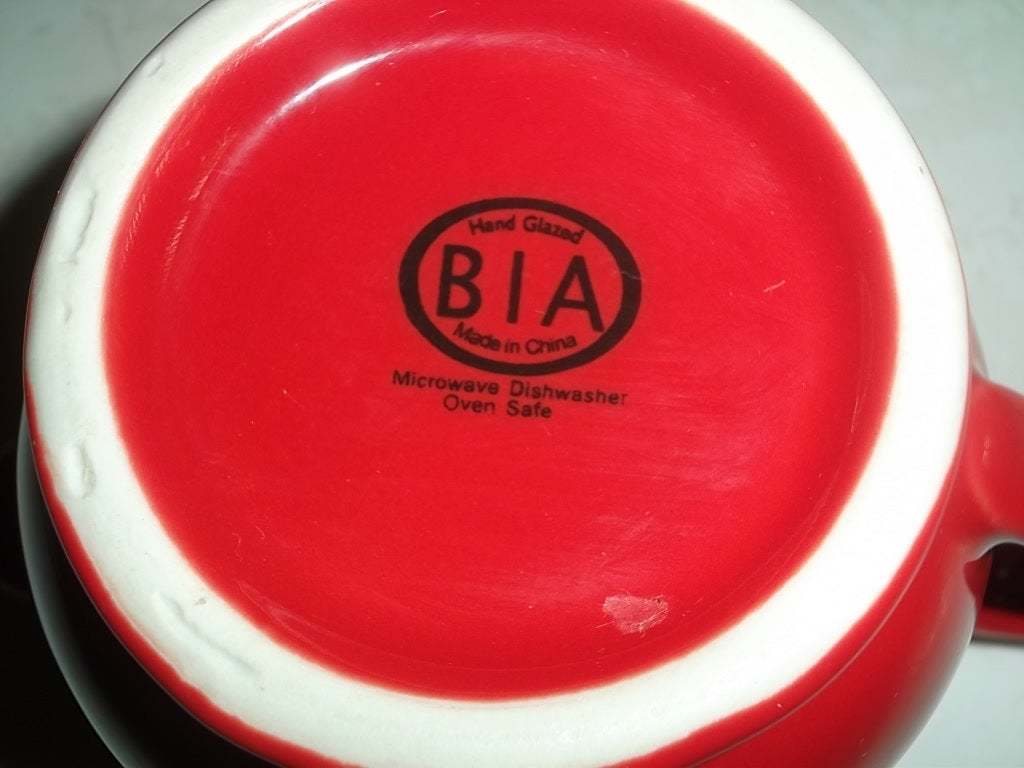 Hand Glazed
BIA
Made in China
Microwave Dishwasher
Oven Safe